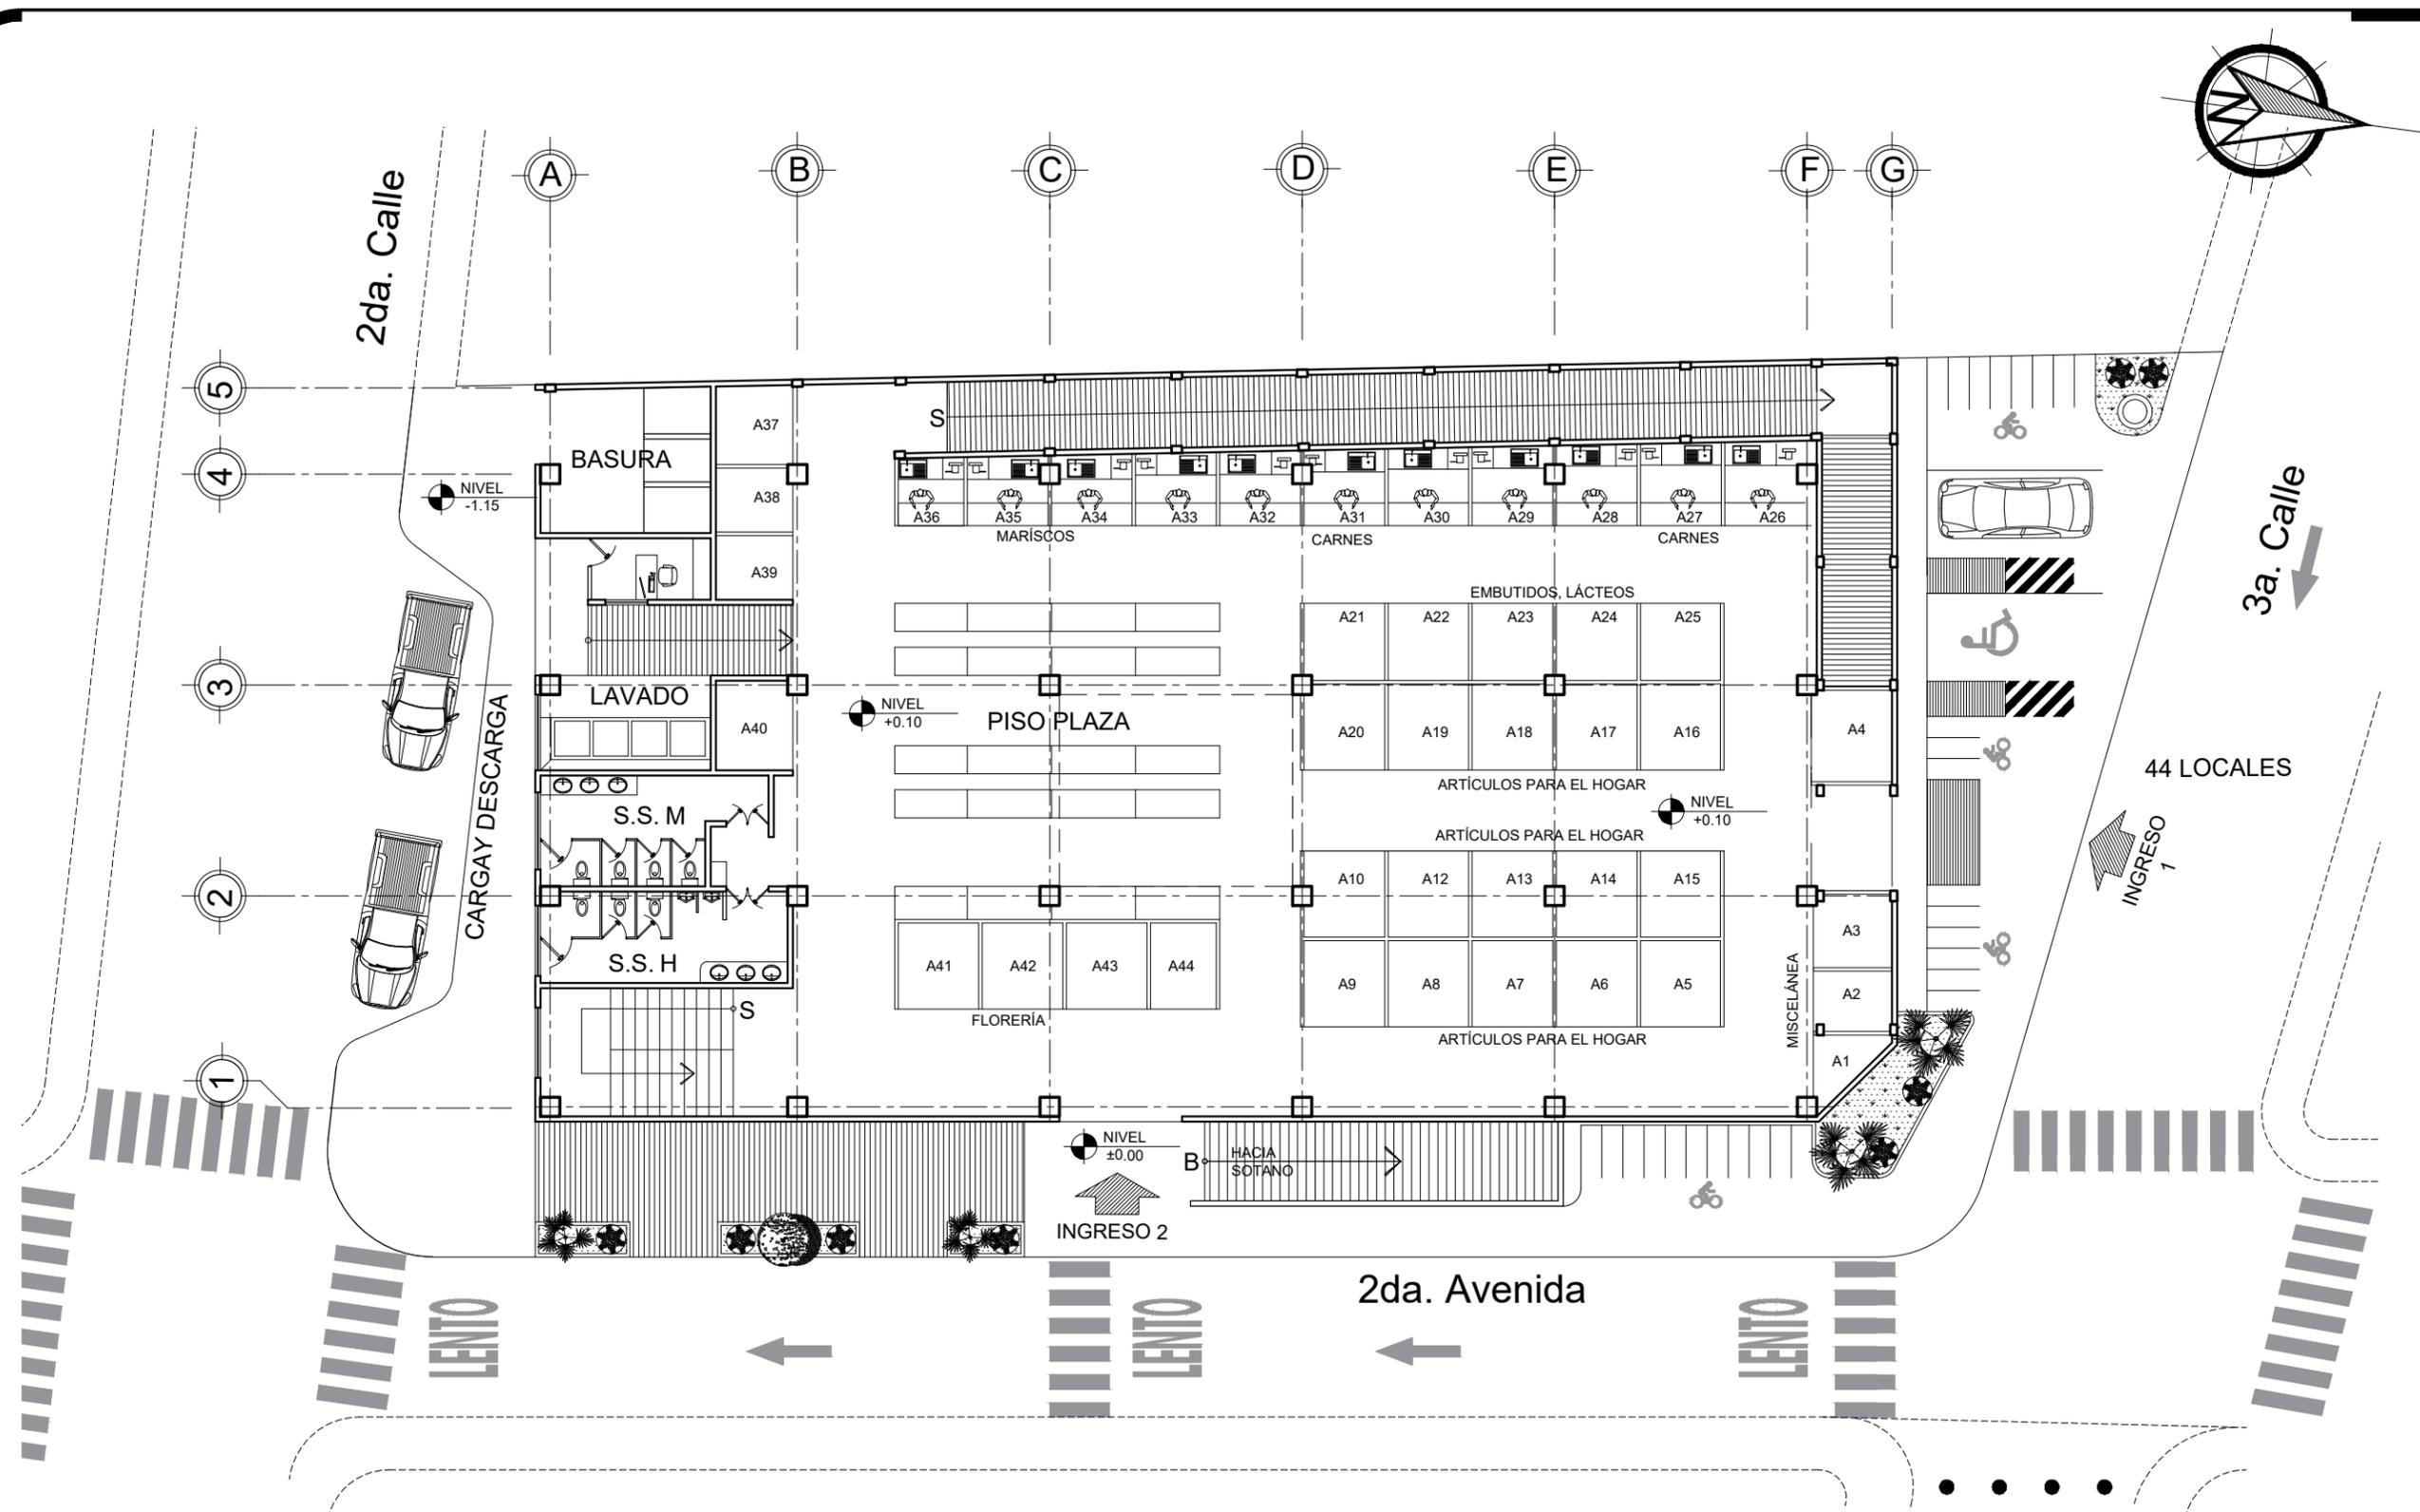 N
A
B
C
D
E
F
G
2da. Calle
5
4
3
2
1
S
BASURA
A37
A38
A39
NIVEL
-1.15
A36
A35
A34
A33
A32
A31
A30
A29
A28
A27
A26
MARÍSCOS
CARNES
CARNES
3a. Calle
EMBUTIDOS, LÁCTEOS
A21
A22
A23
A24
A25
LAVADO
A40
NIVEL
+0.10
PISO PLAZA
A20
A19
A18
A17
A16
A4
CARGAY DESCARGA
44 LOCALES
ARTÍCULOS PARA EL HOGAR
NIVEL
+0.10
S.S. M
ARTÍCULOS PARA EL HOGAR
INGRESO
1
A10
A12
A13
A14
A15
A3
S.S. H
A41
A42
A43
A44
A9
A8
A7
A6
A5
A2
MISCELÁNEA
S
FLORERÍA
ARTÍCULOS PARA EL HOGAR
A1
NIVEL
±0.00
B
HACIA
SOTANO
INGRESO 2
2da. Avenida
LENTO
LENTO
LENTO